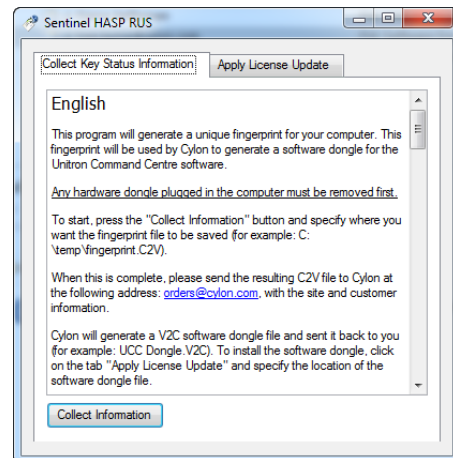 Sentinel HASP RUS
Collect Key Status Information
Apply License Update
English
This program will generate a unique fingerprint for your computer. This
fingerprint will be used by Cylon to generate a software dongle for the
Unitron Command Centre software.
Any hardware dongle plugged in the computer must be removed first.
To start, press the "Collect Information" button and specify where you
want the fingerprint file to be saved (for example: C:
\temp\fingerprint.C2V).
When this is complete, please send the resulting C2V file to Cylon at
the following address: orders@cylon.com, with the site and customer
information.
Cylon will generate a V2C software dongle file and sent it back to you
(for example: UCC Dongle.V2C). To install the software dongle, click
on the tab "Apply License Update" and specify the location of the
software dongle file.
Collect Information